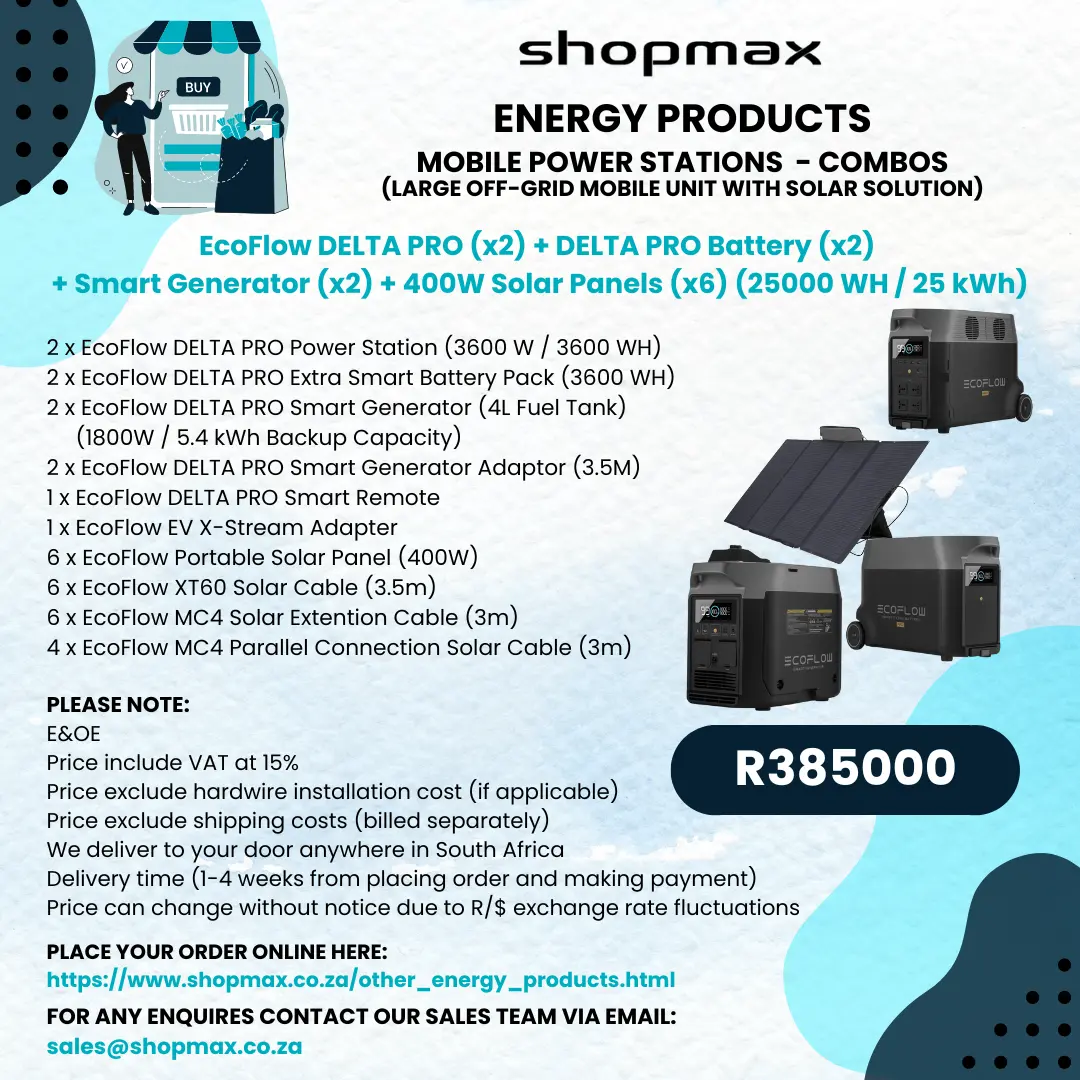 BUY
shopmax
ENERGY PRODUCTS
MOBILE POWER STATIONS - COMBOS
(LARGE OFF-GRID MOBILE UNIT WITH SOLAR SOLUTION)
EcoFlow DELTA PRO (x2) + DELTA PRO Battery (x2)
+ Smart Generator (x2) + 400W Solar Panels (x6) (25000 WH / 25 kWh)
2 x EcoFlow DELTA PRO Power Station (3600 W / 3600 WH)
2 x EcoFlow DELTA PRO Extra Smart Battery Pack (3600 WH)
2 x EcoFlow DELTA PRO Smart Generator (4L Fuel Tank)
(1800W / 5.4 kWh Backup Capacity)
2 x EcoFlow DELTA PRO Smart Generator Adaptor (3.5M)
1 x EcoFlow DELTA PRO Smart Remote
1 x EcoFlow EV X-Stream Adapter
6 x EcoFlow Portable Solar Panel (400W)
6 x EcoFlow XT60 Solar Cable (3.5m)
6 x EcoFlow MC4 Solar Extention Cable (3m)
4 x EcoFlow MC4 Parallel Connection Solar Cable (3m)
ECOFLOW
ECOFLOW
ECOFLOW
PLEASE NOTE:
E&OE
Price include VAT at 15%
Price exclude hardwire installation cost (if applicable)
Price exclude shipping costs (billed separately)
We deliver to your door anywhere in South Africa
Delivery time (1-4 weeks from placing order and making payment)
Price can change without notice due to R/$ exchange rate fluctuations
R385000
PLACE YOUR ORDER ONLINE HERE:
https://www.shopmax.co.za/other_energy_products.html
FOR ANY ENQUIRES CONTACT OUR SALES TEAM VIA EMAIL:
sales@shopmax.co.za